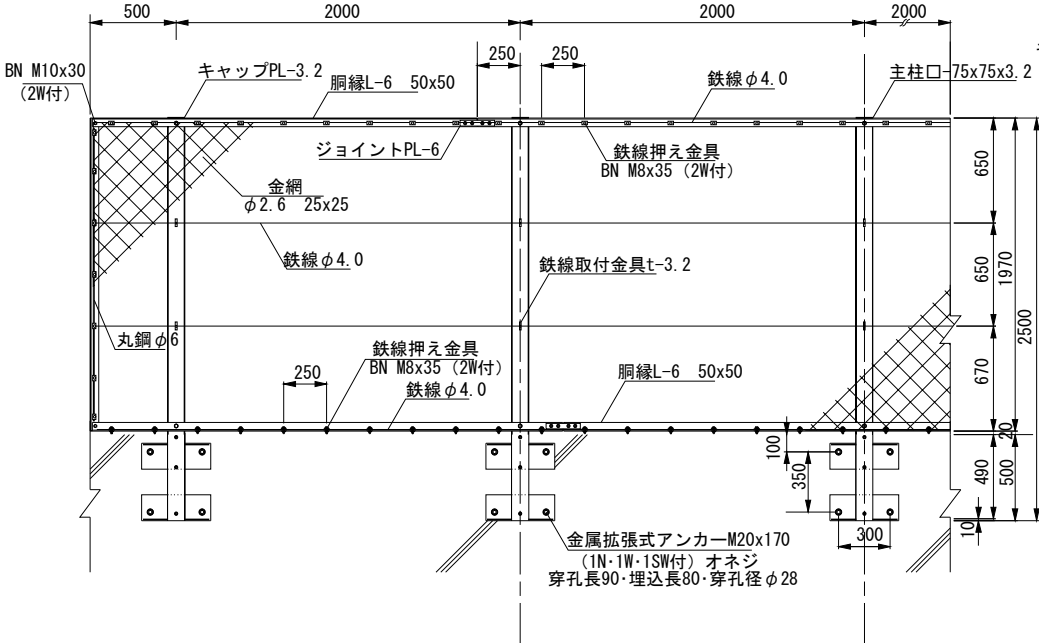 500
2000
2000
2000
BN M10x30
（2W付）
キャップPL-3.2
胴縁L-6 50x50
250
250
鉄線φ4.0
主柱口-75x75x3.2
ジョイントPL-6
鉄線押え金具
BN M8x35（2W付）
金網
φ2.6 25x25
鉄線φ4.0
鉄線取付金具t-3.2
丸鋼φ6
鉄線押え金具
BN M8x35（2W付）
鉄線φ4.0
250
胴縁L-6 50x50
650
650
670
1970
2500
20
100
350
490
500
10
300
金属拡張式アンカーM20x170
（1N・1W・1SW付）オネジ
穿孔長90・埋込長80・穿孔径φ28